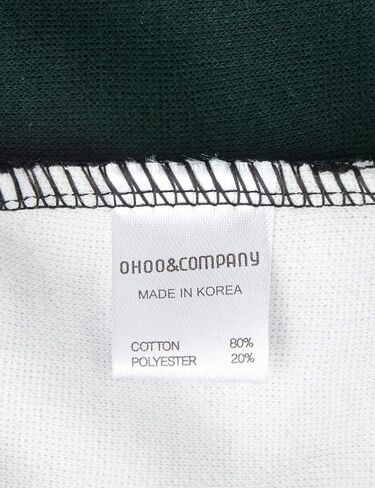 OHOO&COMPANY
MADE IN KOREA
COTTON 80%
POLYESTER 20%